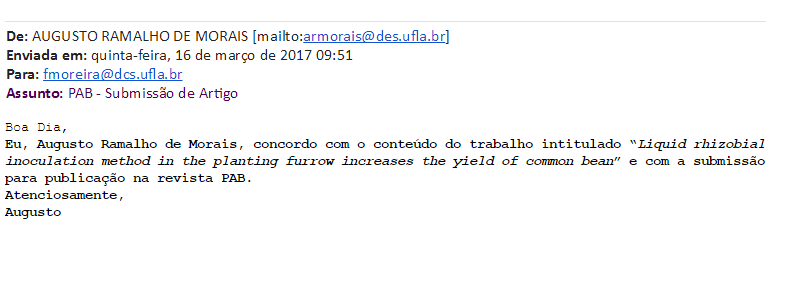 De: AUGUSTO RAMALHO DE MORAIS [mailto:armorais@des.ufla.br]
Enviada em: quinta-feira, 16 de março de 2017 09:51
Para: fmoreira@dcs.ufla.br
Assunto: PAB - Submissão de Artigo
Boa Dia,
Eu, Augusto Ramalho de Morais, concordo com o conteúdo do trabalho intitulado “Liquid rhizobial
inoculation method in the planting furrow increases the yield of common bean” e com a submissão
para publicação na revista PAB.
Atenciosamente,
Augusto